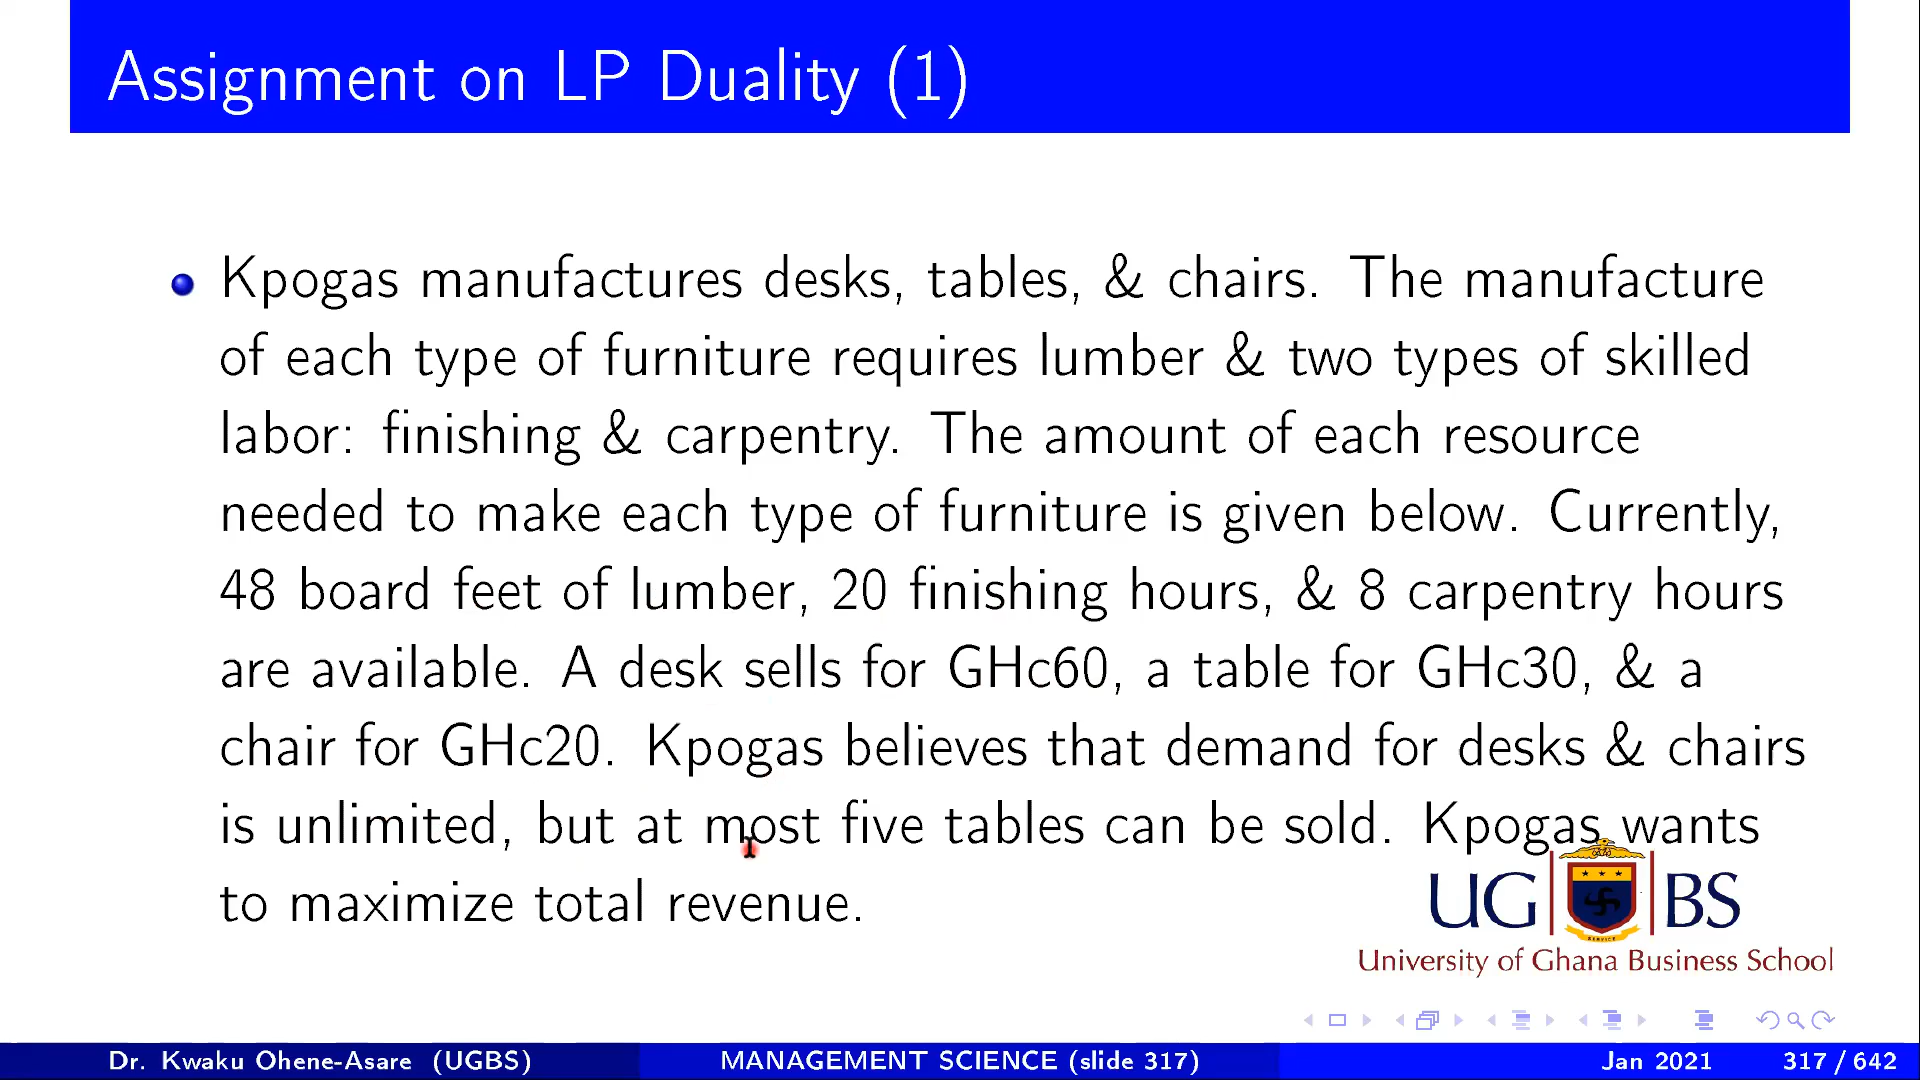 Assignment on LP Duality (1)
Kpogas manufactures desks, tables, & chairs. The manufacture
of each type of furniture requires lumber & two types of skilled
labor: finishing & carpentry. The amount of each resource
needed to make each type of furniture is given below. Currently,
48 board feet of lumber, 20 finishing hours, & 8 carpentry hours
are available. A desk sells for GHc60, a table for GHc30, & a
chair for GHc20. Kpogas believes that demand for desks & chairs
is unlimited, but at most five tables can be sold. Kpogas wants
to maximize total revenue.
UG BS
University of Ghana Business School
Dr. Kwaku Ohene-Asare (UGBS) MANAGEMENT SCIENCE (slide 317) Jan 2021 317 / 642